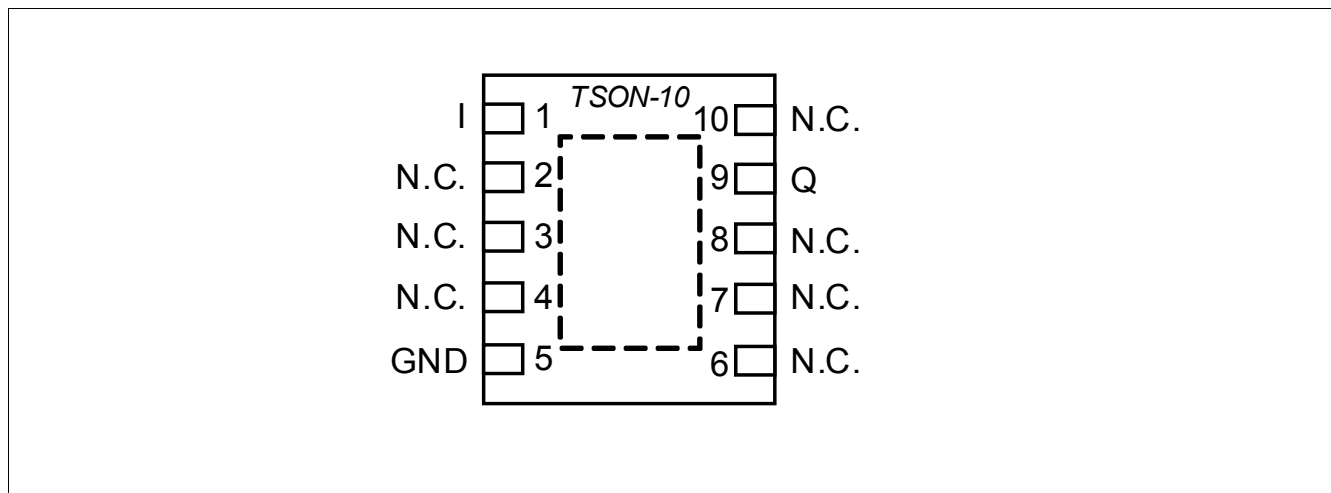 TSON-10
I 1 10 N.C.
N.C. 2 9 Q
N.C. 3 8 N.C.
N.C. 4 7 N.C.
GND 5 6 N.C.